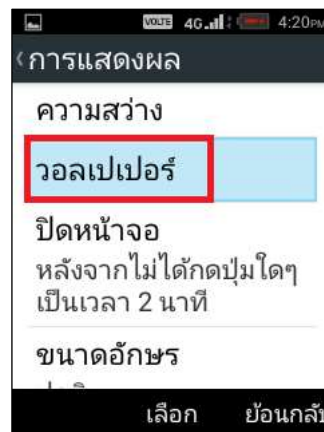 VOLTE 4G 4:20PM
การแสดงผล
ความสว่าง
วอลเปเปอร์
ปิดหน้าจอ
หลังจากไม่ได้กดปุ่มใดๆ
เป็นเวลา 2 นาที
ขนาดอักษร
เลือก ย้อนกลับ